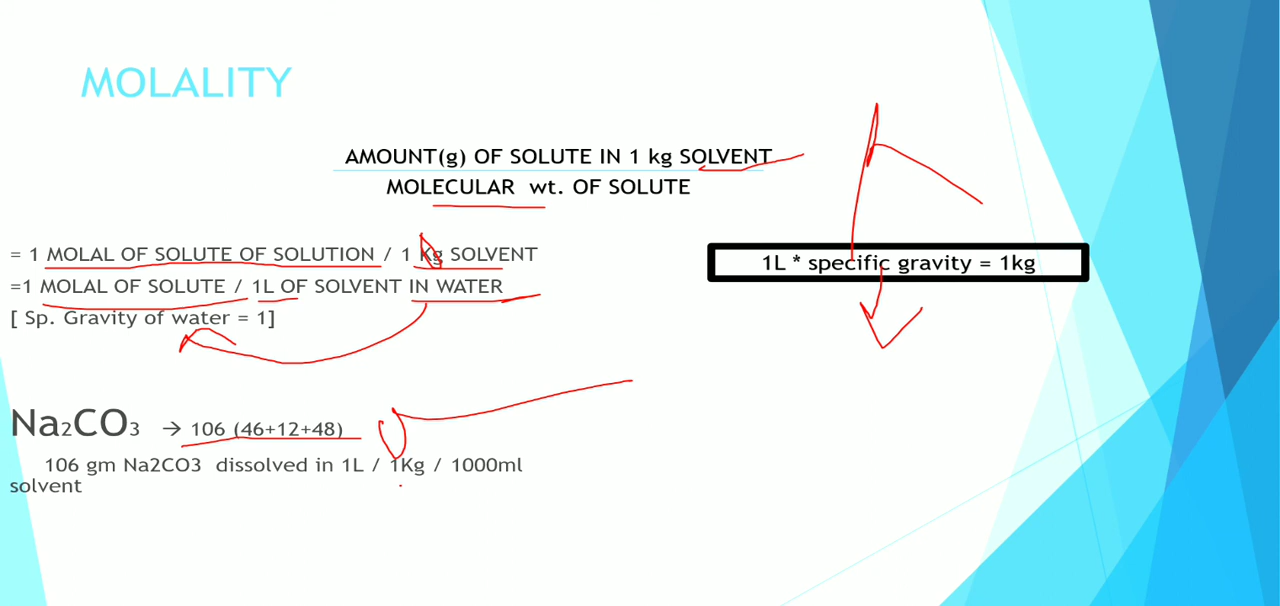 MOLALITY
AMOUNT(g) OF SOLUTE IN 1 kg SOLVENT
MOLECULAR wt. OF SOLUTE
= 1 MOLAL OF SOLUTE OF SOLUTION / 1 Kg SOLVENT
=1 MOLAL OF SOLUTE / 1L OF SOLVENT IN WATER
[ Sp. Gravity of water = 1]
1L * specific gravity = 1kg
Na₂CO₃ → 106 (46+12+48)
106 gm Na2CO3 dissolved in 1L / 1Kg / 1000ml
solvent